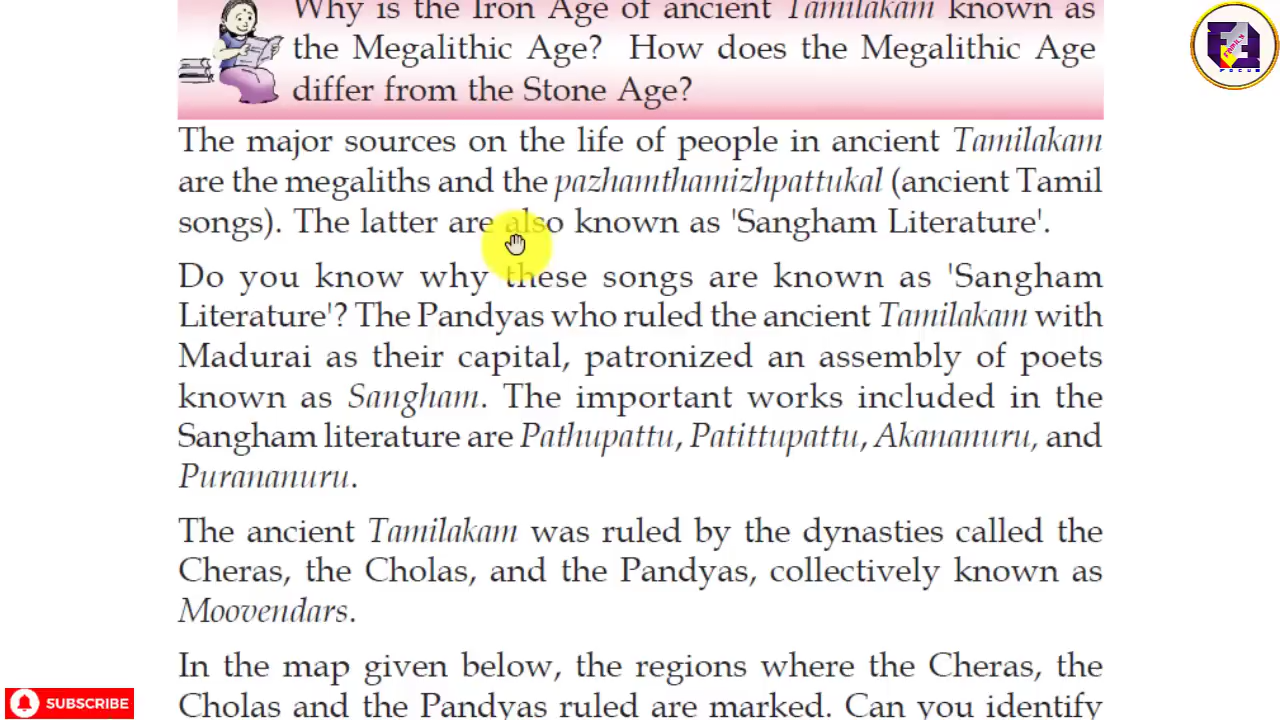 Why is the Iron Age of ancient Tamilakam known as
the Megalithic Age? How does the Megalithic Age
differ from the Stone Age?
The major sources on the life of people in ancient Tamilakam
are the megaliths and the pazhamthamizhpattukal (ancient Tamil
songs). The latter are also known as 'Sangham Literature'.
Do you know why these songs are known as 'Sangham
Literature'? The Pandyas who ruled the ancient Tamilakam with
Madurai as their capital, patronized an assembly of poets
known as Sangham. The important works included in the
Sangham literature are Pathupattu, Patittupattu, Akananuru, and
Purananuru.
The ancient Tamilakam was ruled by the dynasties called the
Cheras, the Cholas, and the Pandyas, collectively known as
Moovendars.
In the map given below, the regions where the Cheras, the
Cholas and the Pandyas ruled are marked. Can you identify
SUBSCRIBE